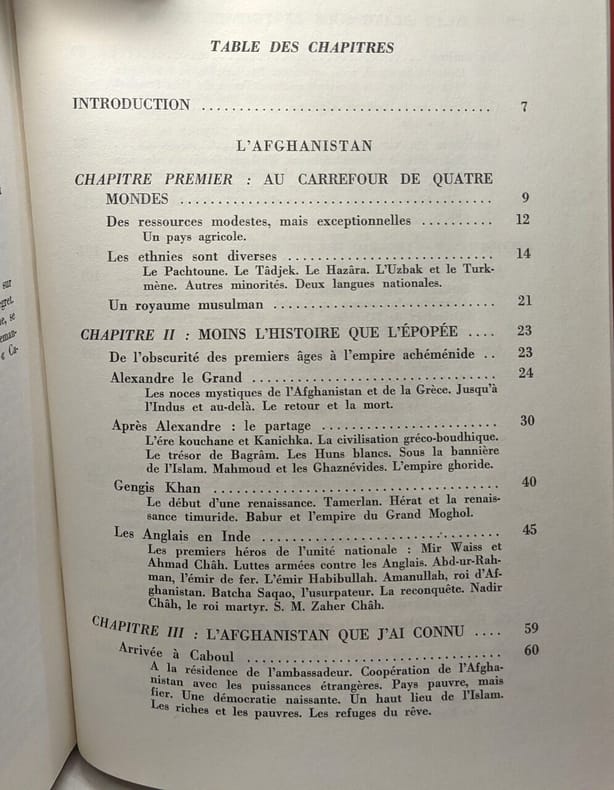 TABLE DES CHAPITRES
INTRODUCTION ........................................ 7
L'AFGHANISTAN
CHAPITRE PREMIER : AU CARREFOUR DE QUATRE
MONDES ........................................ 9
Des ressources modestes, mais exceptionnelles .......... 12
Un pays agricole.
Les ethnies sont diverses ............................ 14
Le Pachtoune. Le Tâdjek. Le Hazâra. L'Uzbak et le Turk-
mène. Autres minorités. Deux langues nationales.
Un royaume musulman .............................. 21
CHAPITRE II : MOINS L'HISTOIRE QUE L'ÉPOPÉE .... 23
De l'obscurité des premiers âges à l'empire achéménide .. 23
Alexandre le Grand ................................ 24
Les noces mystiques de l'Afghanistan et de la Grèce. Jusqu'à
l'Indus et au-delà. Le retour et la mort.
Après Alexandre : le partage ........................ 30
L'ére kouchane et Kanichka. La civilisation gréco-boudhique.
Le trésor de Bagrâm. Les Huns blancs. Sous la bannière
de l'Islam. Mahmoud et les Ghaznévides. L'empire ghoride.
Gengis Khan ...................................... 40
Le début d'une renaissance. Tamerlan. Hérat et la renais-
sance timuride. Babur et l'empire du Grand Moghol.
Les Anglais en Inde ................................ 45
Les premiers héros de l'unité nationale : Mir Waiss et
Ahmad Châh. Luttes armées contre les Anglais. Abd-ur-Rah-
man, l'émir de fer. L'émir Habibullah. Amanullah, roi d'Af-
ghanistan. Batcha Saqao, l'usurpateur. La reconquête. Nadir
Châh, le roi martyr. S. M. Zaher Châh.
CHAPITRE III : L'AFGHANISTAN QUE J'AI CONNU .... 59
Arrivée à Caboul .................................. 60
A la résidence de l'ambassadeur. Coopération de l'Afgha-
nistan avec les puissances étrangères. Pays pauvre, mais
fier. Une démocratie naissante. Un haut lieu de l'Islam.
Les riches et les pauvres. Les refuges du rêve.
sur
gret.
e, se
eman-
« Ca-